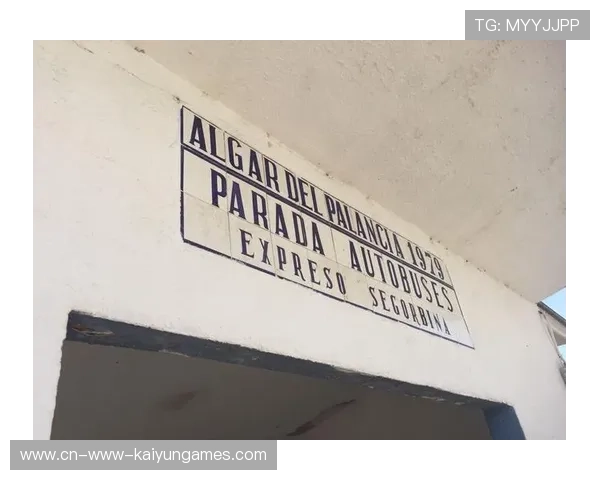 TG: MYYJJPP
ALGAR DEL PALANCIA 1979
PARADA AUTOBUSES
EXPRESO SEGORBINA
www.cn-www-kaiyungames.com